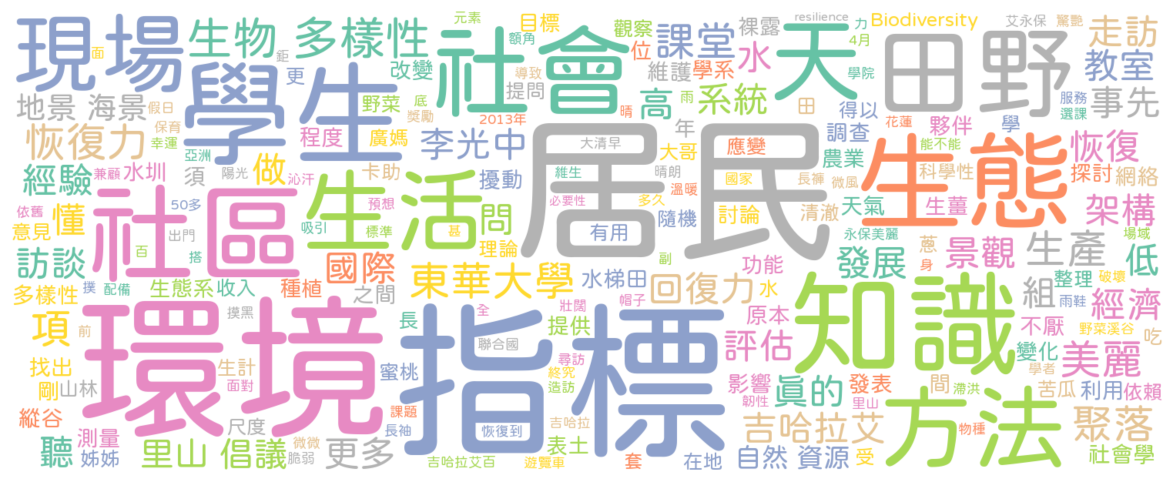 現場
生物 多樣性
社會
天
田野
學生
居民
生態
社區
生活
環境
指標
知識
方法
元素
顎角
目標
觀察
位
課堂
裸露
水
resilience
力
4月
Biodiversity
艾永保
驚艷
走訪
面
距
更
改變
導致
提問
維護
學系
高
系統
學院
教室
地景 海景
假日
保育
幸運
野菜
底
獎勵
2013年
晴
雨
田
得以
服務
選課
事先
恢復力
程度
廣媽
李光中
年
大哥
應變
調查
花蓮
學
夥伴
能不能
恢復
經驗
兼顧
水圳
亞洲
陽光
須
沁汗
做
卡助
擾動
大清早
維生
晴朗
溫暖
國家
長褲
農業
微風
科學性
探討
網絡
依舊
意見
懂
50多
出門
百
搭
吸引
預想
標準
甚
問
理論
必要性
有用
多久
隨機
討論
清澈
天氣
永保美麗
生薑
架構
場域
訪談
國際
東華大學
水梯田
副
功能
發展
蔥
身
景觀
生產
低
多樣性
撲
配備
生態系
收入
種植
之間
帽子
回復力
水
組
整理
破壞
雨鞋
經濟
項
前
摸黑
長
全
壯闊
提供
原本
不厭
野菜溪谷
吃
找出
剛
山林
生計
面對
蜜桃
聯合國
尋訪
終究
造訪
評估
影響
韌性
眞的
發表
里山
間
滯洪
變化
學者
苦瓜
美麗
利用
依賴
縱谷
尺度
課題
長袖
恢復到
吉哈拉
表土
吉哈拉艾
物種
聚落
聽
測量
姊姊
里山 倡議
微微
脆弱
更多
吉哈拉艾百
遊覽車
套
在地
自然 資源
受
社會學